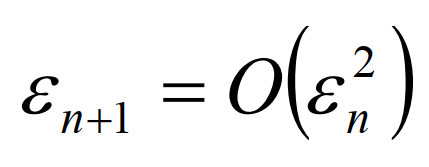 ε_{n+1} = O(ε_n^2)